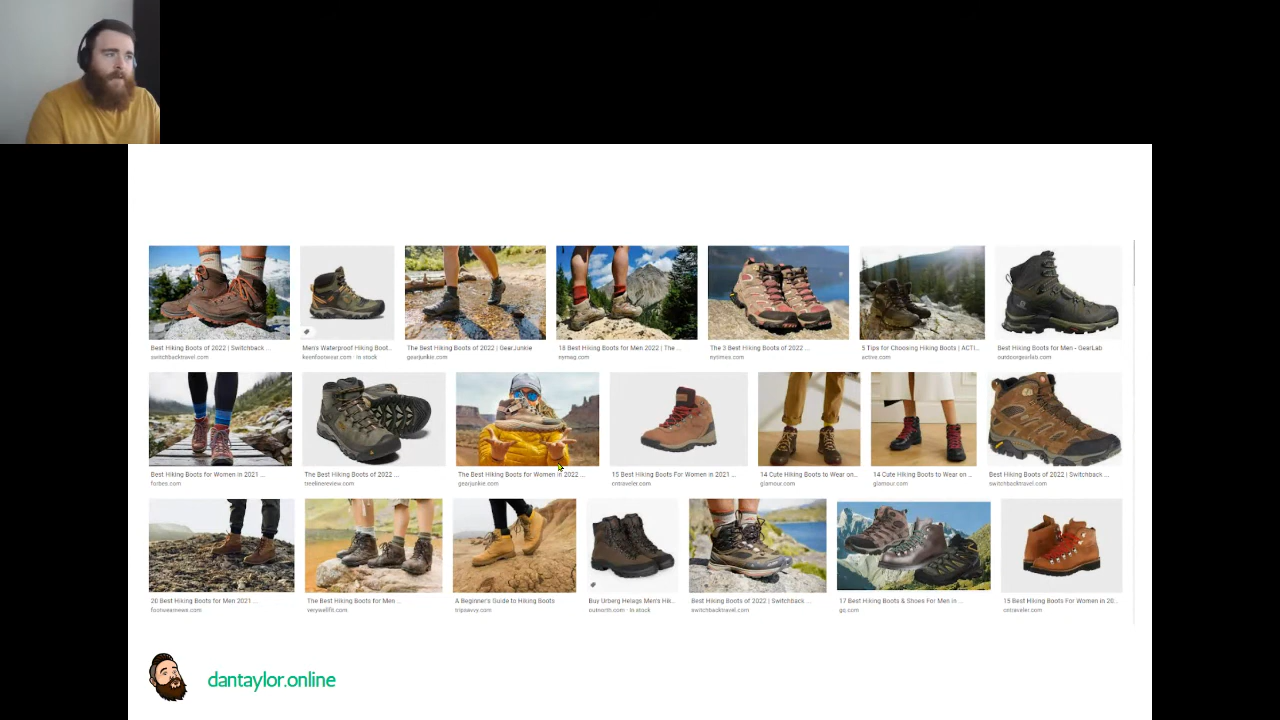 Best Hiking Boots of 2022 | Switchback ...
switchbacktravel.com
Men's Waterproof Hiking Boot...
keenfootwear.com · In stock
The Best Hiking Boots of 2022 | GearJunkie
gearjunkie.com
18 Best Hiking Boots for Men 2022 | The ...
nymag.com
The 3 Best Hiking Boots of 2022 ...
nytimes.com
5 Tips for Choosing Hiking Boots | ACTI...
active.com
Best Hiking Boots for Men - GearLab
outdoorgearlab.com
Best Hiking Boots for Women in 2021 ...
forbes.com
The Best Hiking Boots of 2022 ...
treelinereview.com
The Best Hiking Boots for Women in 2022 ...
gearjunkie.com
15 Best Hiking Boots For Women in 2021 ...
cntraveler.com
14 Cute Hiking Boots to Wear on...
glamour.com
14 Cute Hiking Boots to Wear on ...
glamour.com
Best Hiking Boots of 2022 | Switchback ...
switchbacktravel.com
20 Best Hiking Boots for Men 2021 ...
footwearnews.com
The Best Hiking Boots for Men ...
verywellfit.com
A Beginner's Guide to Hiking Boots
tripsavvy.com
Buy Urberg Helags Men's Hik...
outnorth.com · In stock
Best Hiking Boots of 2022 | Switchback ...
switchbacktravel.com
17 Best Hiking Boots & Shoes For Men in ...
gq.com
15 Best Hiking Boots For Women in 20...
cntraveler.com
dantaylor.online